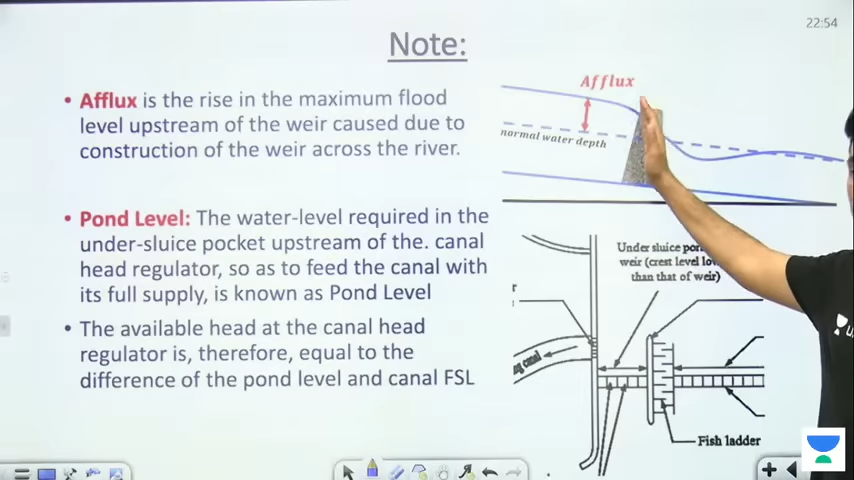 22:54
Note:
• Afflux is the rise in the maximum flood
level upstream of the weir caused due to
construction of the weir across the river.
• Pond Level: The water-level required in the
under-sluice pocket upstream of the. canal
head regulator, so as to feed the canal with
its full supply, is known as Pond Level
• The available head at the canal head
regulator is, therefore, equal to the
difference of the pond level and canal FSL
Afflux
normal water depth
Under sluice
weir (crest level
than that of weir)
canal
Fish ladder